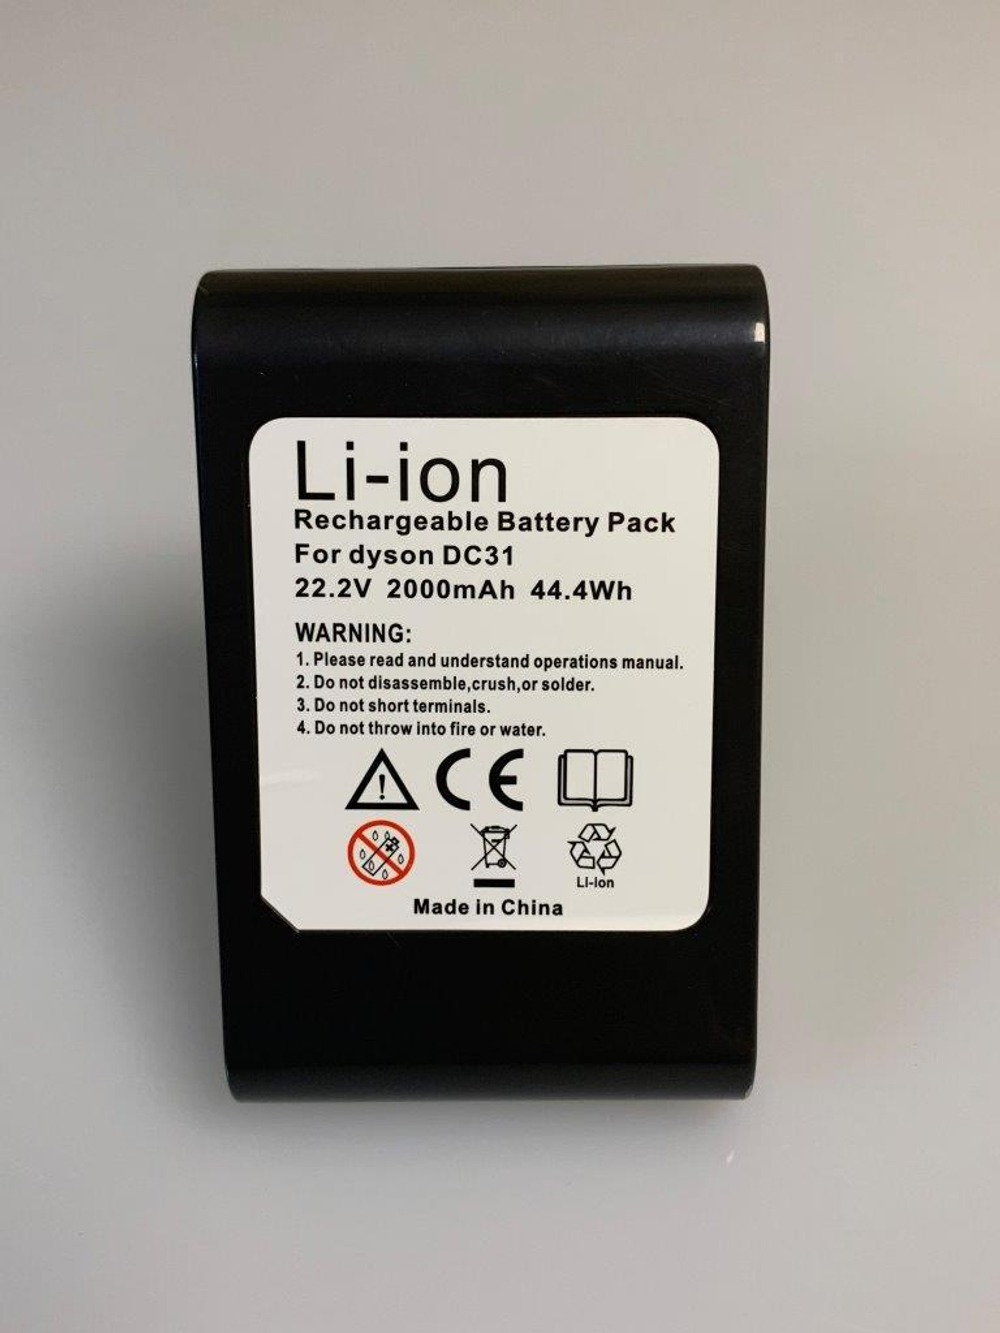 Li-ion
Rechargeable Battery Pack
For dyson DC31
22.2V 2000mAh 44.4Wh
WARNING:
1. Please read and understand operations manual.
2. Do not disassemble,crush,or solder.
3. Do not short terminals.
4. Do not throw into fire or water.
CE
LI-Ion
Made in China